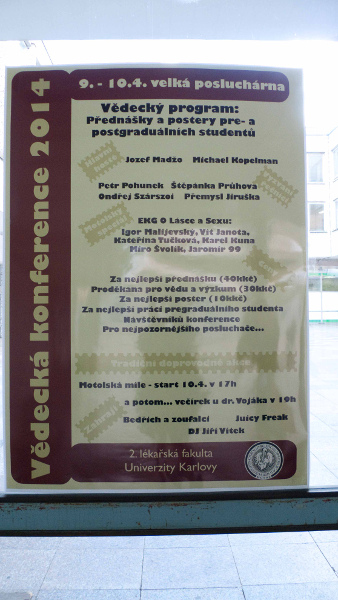 Vědecká konference 2014
9. - 10.4. velká posluchárna
Vědecký program:
Přednášky a postery pre- a
postgraduálních studentů
Jozef Madžo Michael Kopelman
Petr Pohunek Štěpánka Průhová
Ondřej Szárszoi Přemysl Jiruška
EKG O Lásce a Sexu:
Igor Malijevský, Vít Janota,
Kateřina Tučková, Karel Kuna
Miro Švolík, Jaromír 99
Za nejlepší přednášku (40kkč)
Proděkana pro vědu a výzkum (30kkč)
Za nejlepší poster (10kkč)
Za nejlepší práci pregraduálního studenta
Návštěvníků konference
Pro nejpozornějšího posluchače...
Tradiční doprovodné akce
Motolská míle - start 10.4. v 17h
a potom... večírek u dr. Vojáka v 19h
Zahrají
Bedřich a zoufalci Juicy Freak
DJ Jiří Vítek
2. lékařská fakulta
Univerzity Karlovy